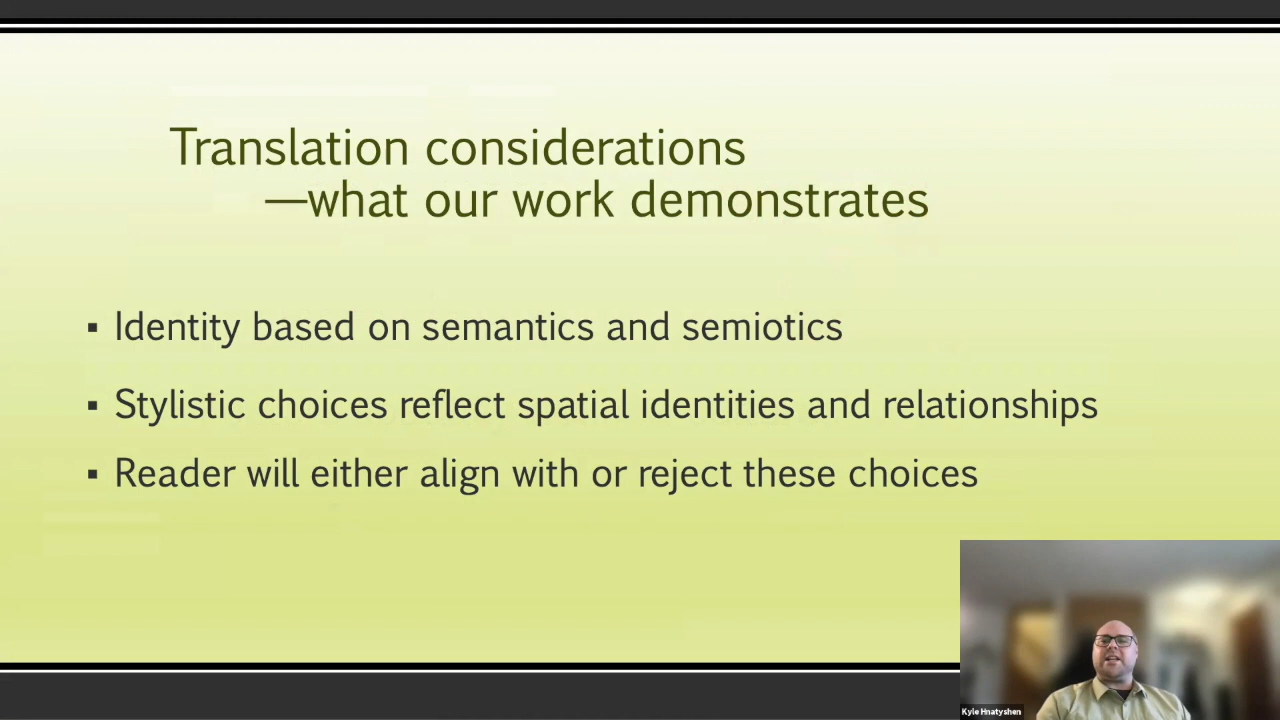 Translation considerations
—what our work demonstrates
▪ Identity based on semantics and semiotics
▪ Stylistic choices reflect spatial identities and relationships
▪ Reader will either align with or reject these choices
Kyle Hnatyshen